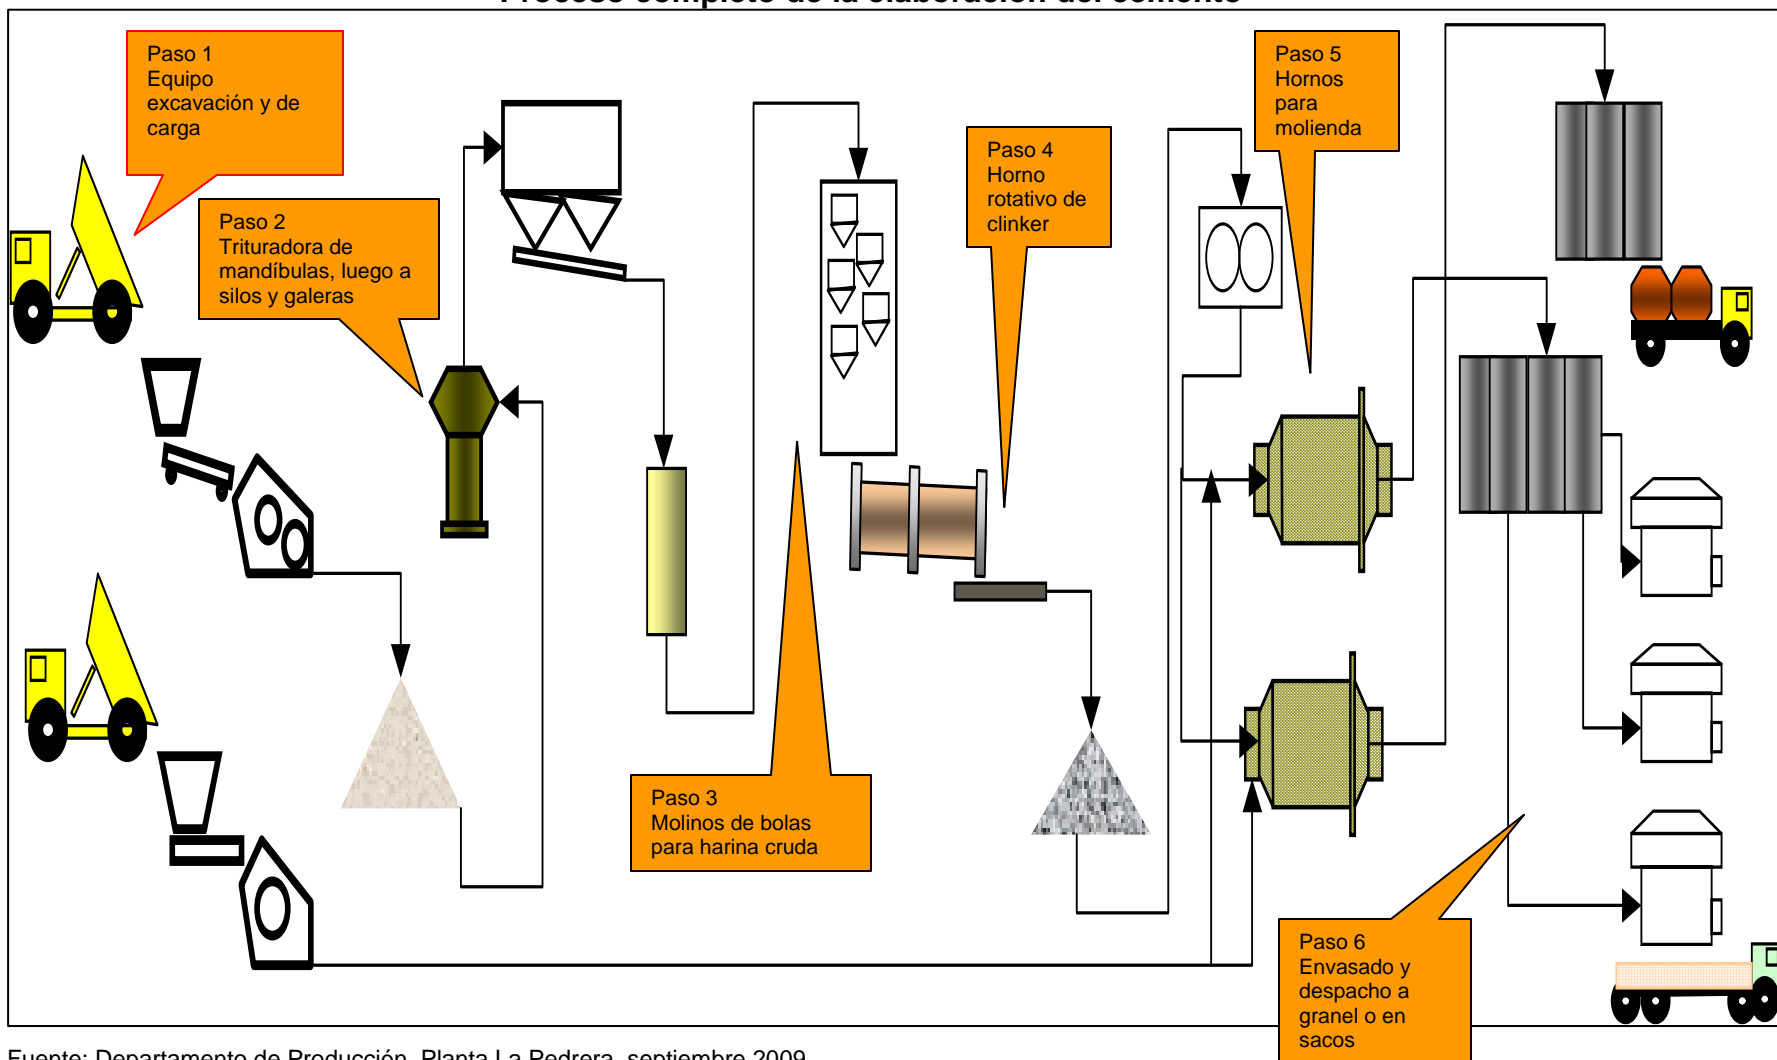 Proceso completo de la elaboración del cemento
Paso 1
Equipo
excavación y de
carga
Paso 2
Trituradora de
mandíbulas, luego a
silos y galeras
Paso 3
Molinos de bolas
para harina cruda
Paso 4
Horno
rotativo de
clinker
Paso 5
Hornos
para
molienda
Paso 6
Envasado y
despacho a
granel o en
sacos
Fuente: Departamento de Producción, Planta La Pedrera, septiembre 2009